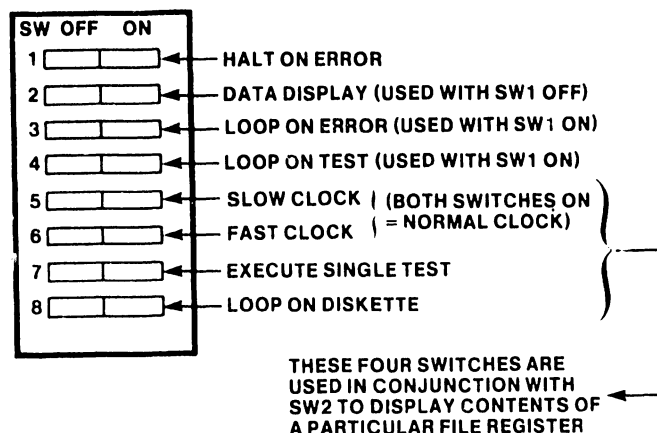 SW OFF ON
1 HALT ON ERROR
2 DATA DISPLAY (USED WITH SW1 OFF)
3 LOOP ON ERROR (USED WITH SW1 ON)
4 LOOP ON TEST (USED WITH SW1 ON)
5 SLOW CLOCK (BOTH SWITCHES ON
6 FAST CLOCK = NORMAL CLOCK)
7 EXECUTE SINGLE TEST
8 LOOP ON DISKETTE
THESE FOUR SWITCHES ARE
USED IN CONJUNCTION WITH
SW2 TO DISPLAY CONTENTS OF
A PARTICULAR FILE REGISTER